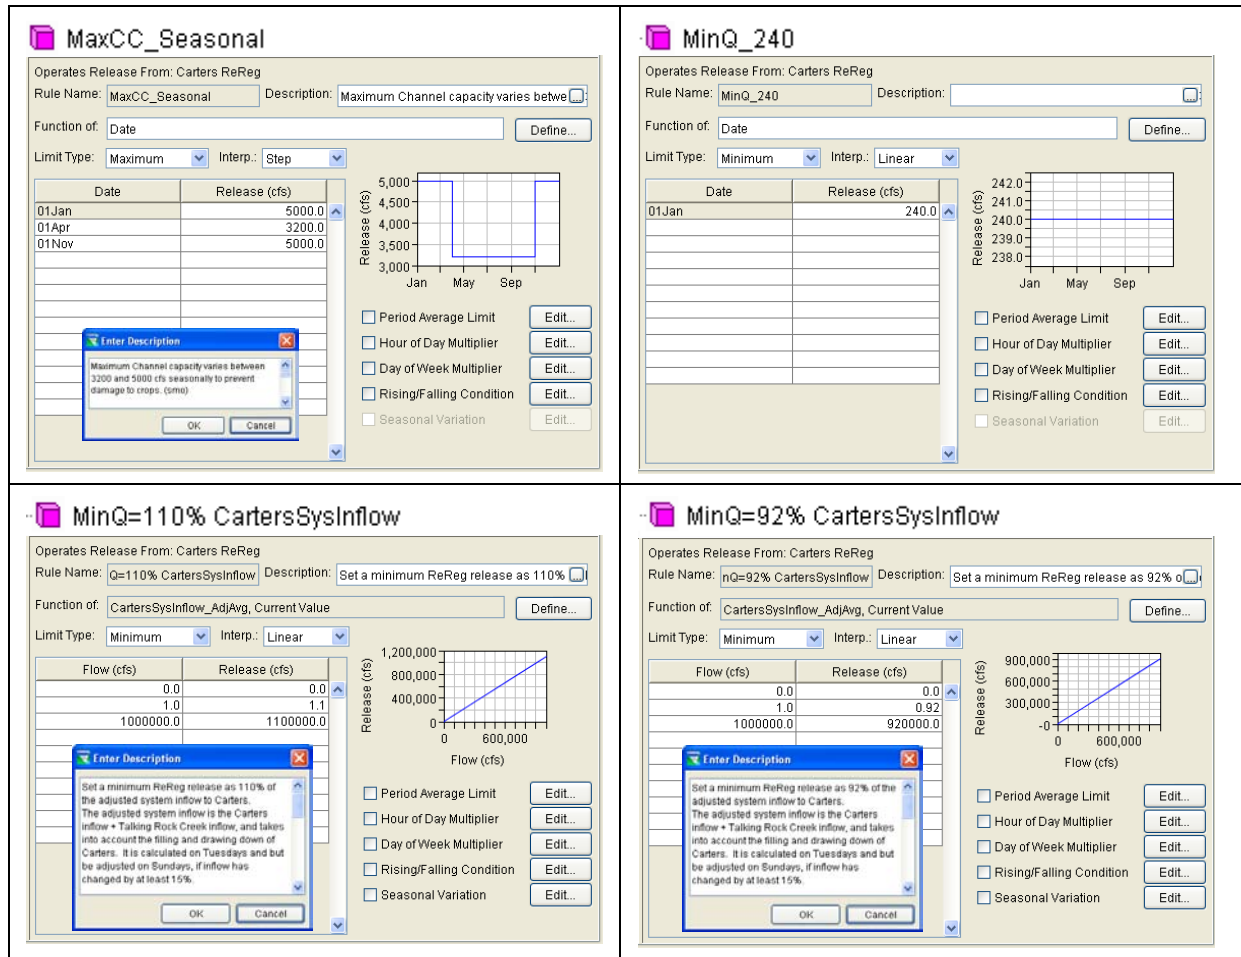 MaxCC_Seasonal
Operates Release From: Carters ReReg
Rule Name: MaxCC_Seasonal Description: Maximum Channel capacity varies betwe ...
Function of: Date Define...
Limit Type: Maximum Interp.: Step
Date Release (cfs)
01Jan 5000.0
01Apr 3200.0
01Nov 5000.0
Release (cfs)
5,000
4,500
4,000
3,500
3,000
Jan May Sep
Period Average Limit Edit...
Hour of Day Multiplier Edit...
Day of Week Multiplier Edit...
Rising/Falling Condition Edit...
Seasonal Variation Edit...
Enter Description
Maximum Channel capacity varies between
3200 and 5000 cfs seasonally to prevent
damage to crops. (smo)
OK Cancel
MinQ_240
Operates Release From: Carters ReReg
Rule Name: MinQ_240 Description: ...
Function of: Date Define...
Limit Type: Minimum Interp.: Linear
Date Release (cfs)
01Jan 240.0
Release (cfs)
242.0
241.0
240.0
239.0
238.0
Jan May Sep
Period Average Limit Edit...
Hour of Day Multiplier Edit...
Day of Week Multiplier Edit...
Rising/Falling Condition Edit...
Seasonal Variation Edit...
MinQ=110% CartersSysInflow
Operates Release From: Carters ReReg
Rule Name: Q=110% CartersSysInflow Description: Set a minimum ReReg release as 110% ...
Function of: CartersSysInflow_AdjAvg, Current Value Define...
Limit Type: Minimum Interp.: Linear
Flow (cfs) Release (cfs)
0.0 0.0
1.0 1.1
1000000.0 1100000.0
Release (cfs)
1,200,000
800,000
400,000
0
0 600,000
Flow (cfs)
Period Average Limit Edit...
Hour of Day Multiplier Edit...
Day of Week Multiplier Edit...
Rising/Falling Condition Edit...
Seasonal Variation Edit...
Enter Description
Set a minimum ReReg release as 110% of
the adjusted system inflow to Carters.
The adjusted system inflow is the Carters
inflow + Talking Rock Creek inflow, and takes
into account the filling and drawing down of
Carters. It is calculated on Tuesdays and but
be adjusted on Sundays, if inflow has
changed by at least 15%.
OK Cancel
MinQ=92% CartersSysInflow
Operates Release From: Carters ReReg
Rule Name: nQ=92% CartersSysInflow Description: Set a minimum ReReg release as 92% o ...
Function of: CartersSysInflow_AdjAvg, Current Value Define...
Limit Type: Minimum Interp.: Linear
Flow (cfs) Release (cfs)
0.0 0.0
1.0 0.92
1000000.0 920000.0
Release (cfs)
900,000
600,000
300,000
-0
0 600,000
Flow (cfs)
Period Average Limit Edit...
Hour of Day Multiplier Edit...
Day of Week Multiplier Edit...
Rising/Falling Condition Edit...
Seasonal Variation Edit...
Enter Description
Set a minimum ReReg release as 92% of the
adjusted system inflow to Carters.
The adjusted system inflow is the Carters
inflow + Talking Rock Creek inflow, and takes
into account the filling and drawing down of
Carters. It is calculated on Tuesdays and but
be adjusted on Sundays, if inflow has
changed by at least 15%.
OK Cancel